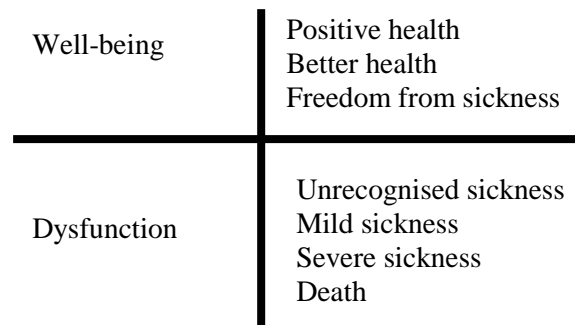 Well-being
Positive health
Better health
Freedom from sickness
Dysfunction
Unrecognised sickness
Mild sickness
Severe sickness
Death